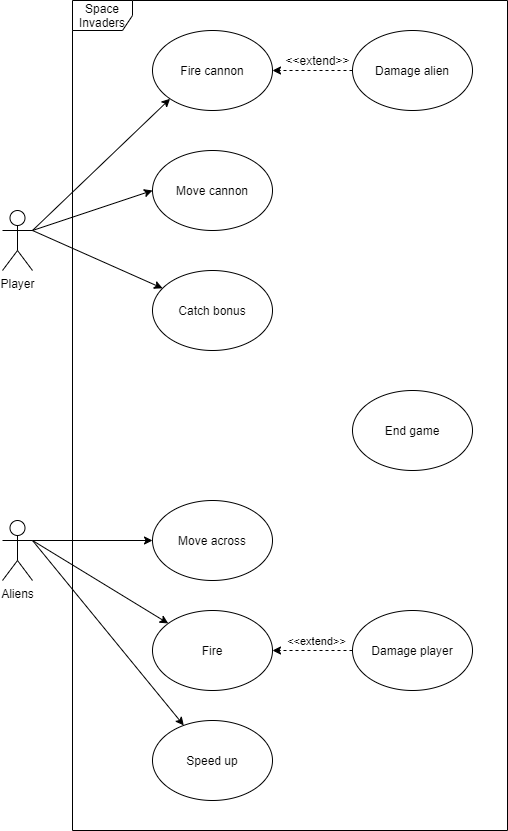 Space
Invaders
Fire cannon
<<extend>>
Damage alien
Move cannon
Player
Catch bonus
End game
Move across
Aliens
Fire
<<extend>>
Damage player
Speed up